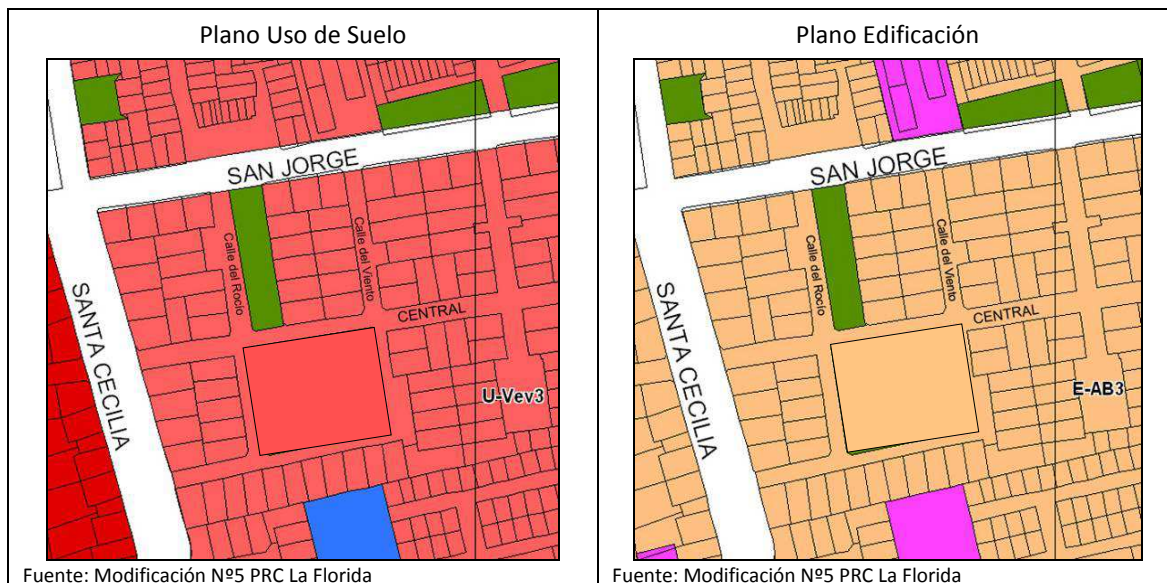 Plano Uso de Suelo
SAN JORGE
Calle del Rocío
Calle del Viento
CENTRAL
SANTA CECILIA
U-Vev3
Fuente: Modificación Nº5 PRC La Florida
Plano Edificación
SAN JORGE
Calle del Rocío
Calle del Viento
CENTRAL
SANTA CECILIA
E-AB3
Fuente: Modificación Nº5 PRC La Florida